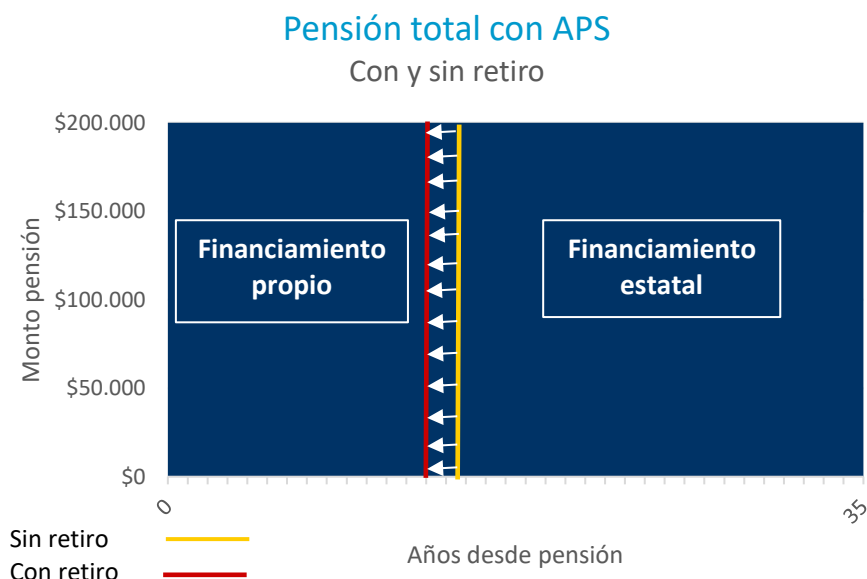 Pensión total con APS
Con y sin retiro
$200.000
$150.000
$100.000
$50.000
$0
Monto pensión
Financiamiento
propio
Financiamiento
estatal
0
35
Años desde pensión
Sin retiro
Con retiro